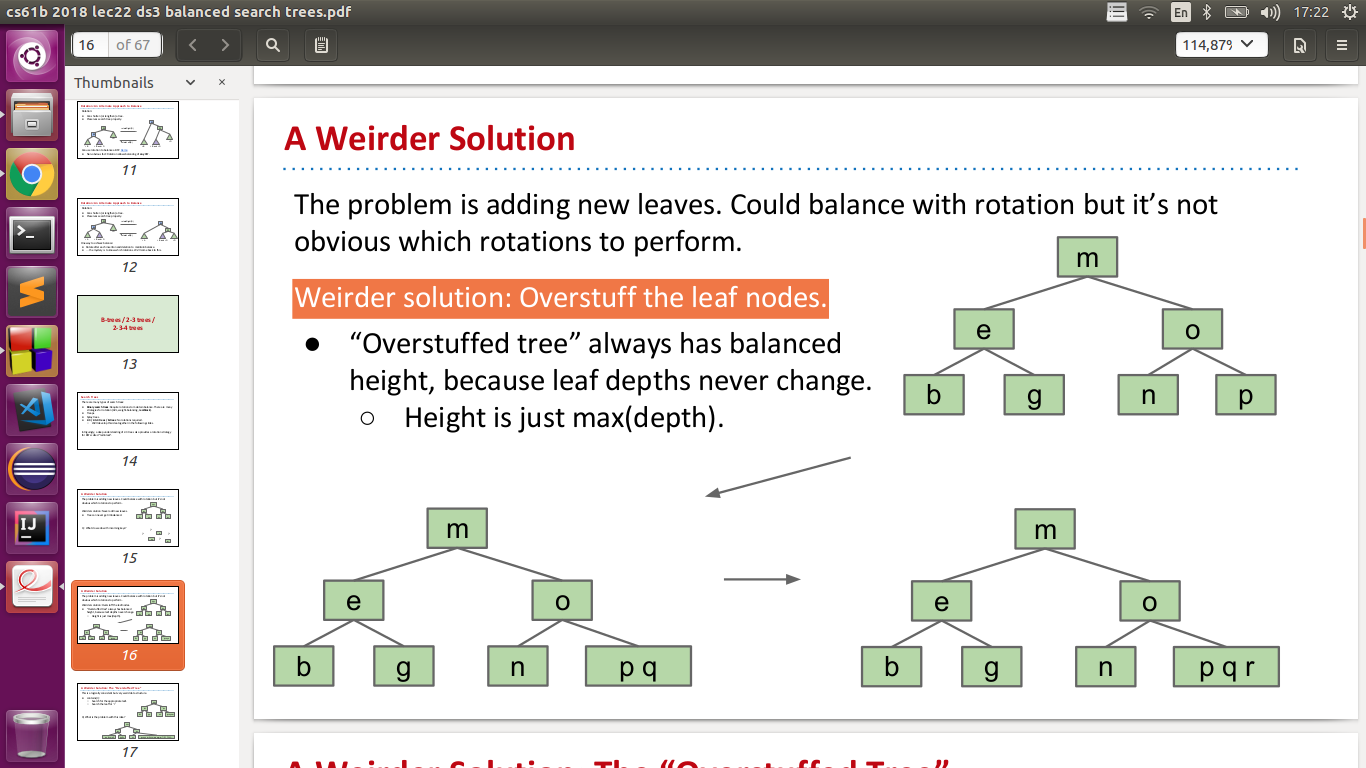 cs61b 2018 lec22 ds3 balanced search trees.pdf
En
17:22
16 of 67
114,87%
Thumbnails
11
12
B-trees / 2-3 trees /
2-3-4 trees
13
14
15
16
17
A Weirder Solution
The problem is adding new leaves. Could balance with rotation but it’s not
obvious which rotations to perform.
Weirder solution: Overstuff the leaf nodes.
● “Overstuffed tree” always has balanced
height, because leaf depths never change.
○ Height is just max(depth).
m
e o
b g n p
m
e o
b g n p q
m
e o
b g n p q r
A Weirder Solution: The “Overstuffed Tree”
IJ